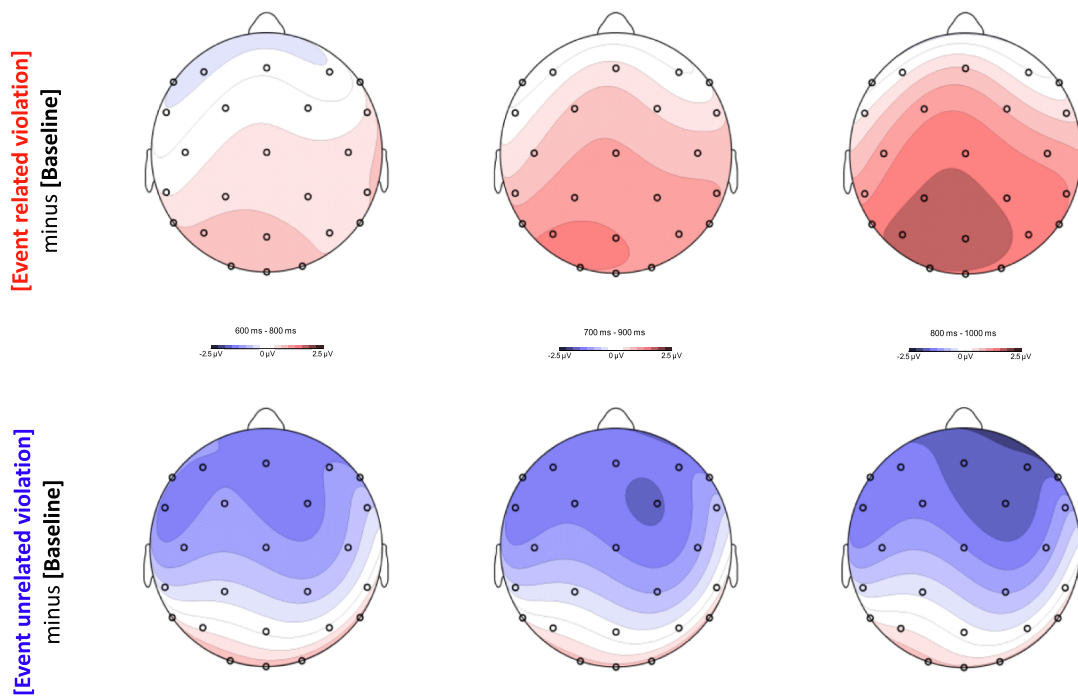 [Event related violation]
minus [Baseline]
600 ms - 800 ms
-2.5 µV 0 µV 2.5 µV
700 ms - 900 ms
-2.5 µV 0 µV 2.5 µV
800 ms - 1000 ms
-2.5 µV 0 µV 2.5 µV
[Event unrelated violation]
minus [Baseline]